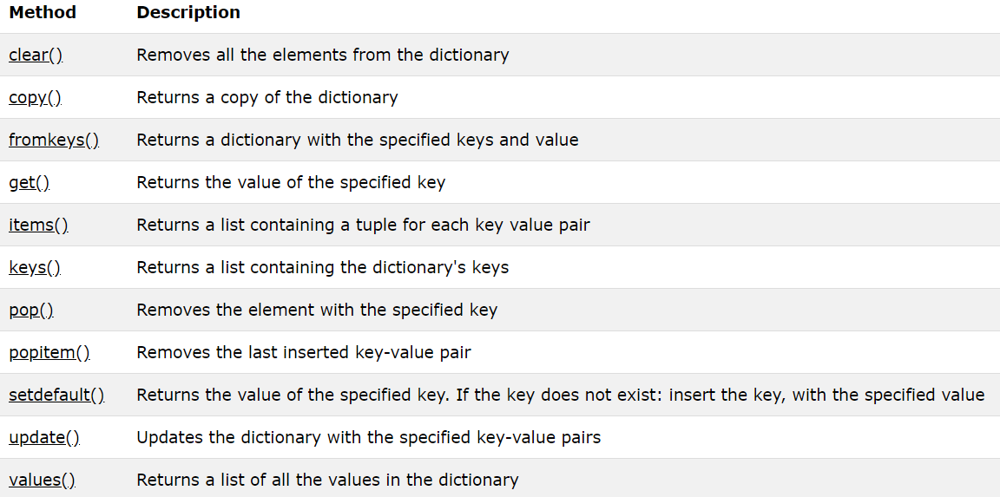 Method Description
clear() Removes all the elements from the dictionary
copy() Returns a copy of the dictionary
fromkeys() Returns a dictionary with the specified keys and value
get() Returns the value of the specified key
items() Returns a list containing a tuple for each key value pair
keys() Returns a list containing the dictionary's keys
pop() Removes the element with the specified key
popitem() Removes the last inserted key-value pair
setdefault() Returns the value of the specified key. If the key does not exist: insert the key, with the specified value
update() Updates the dictionary with the specified key-value pairs
values() Returns a list of all the values in the dictionary